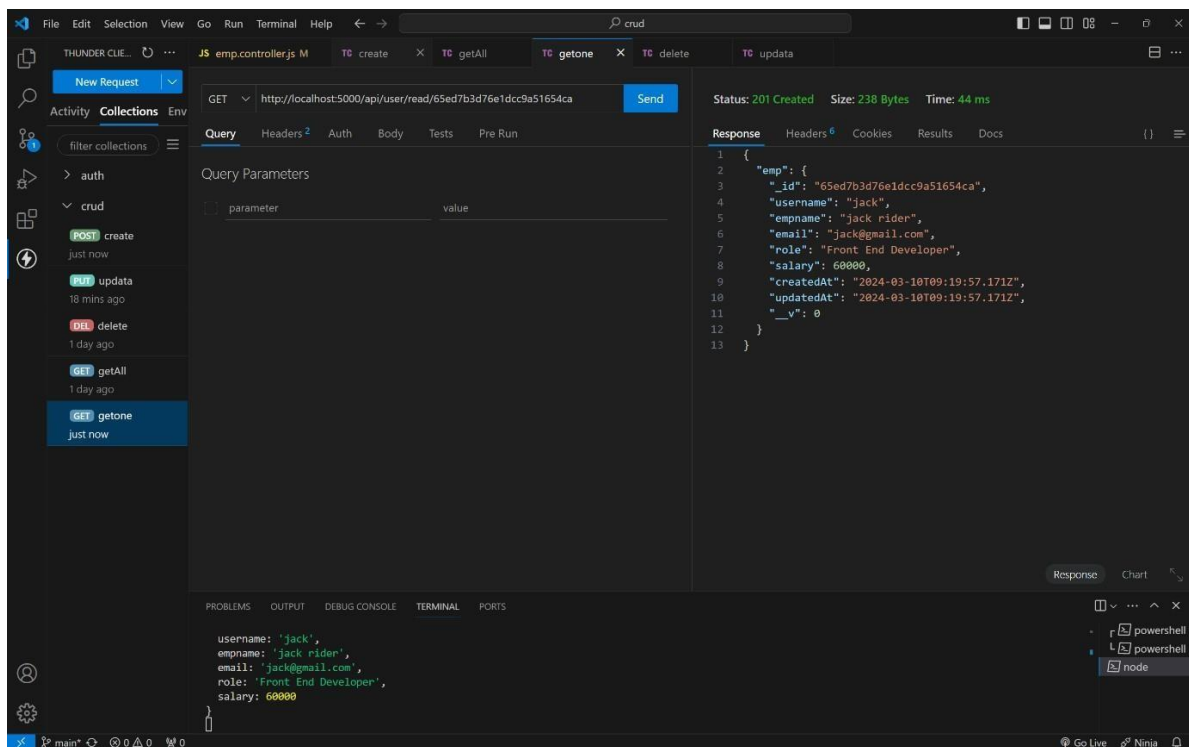 File Edit Selection View Go Run Terminal Help
crud
THUNDER CLIE...
New Request
Activity Collections Env
filter collections
auth
crud
POST create
just now
PUT updata
18 mins ago
DEL delete
1 day ago
GET getAll
1 day ago
GET getone
just now
JS emp.controller.js M
TC create
TC getAll
TC getone
TC delete
TC updata
GET http://localhost:5000/api/user/read/65ed7b3d76e1dcc9a51654ca Send
Query Headers 2 Auth Body Tests Pre Run
Query Parameters
parameter value
Status: 201 Created Size: 238 Bytes Time: 44 ms
Response Headers 6 Cookies Results Docs {}
1 {
2 "emp": {
3 "_id": "65ed7b3d76e1dcc9a51654ca",
4 "username": "jack",
5 "empname": "jack rider",
6 "email": "jack@gmail.com",
7 "role": "Front End Developer",
8 "salary": 60000,
9 "createdAt": "2024-03-10T09:19:57.171Z",
10 "updatedAt": "2024-03-10T09:19:57.171Z",
11 "__v": 0
12 }
13 }
Response Chart
PROBLEMS OUTPUT DEBUG CONSOLE TERMINAL PORTS
username: 'jack',
empname: 'jack rider',
email: 'jack@gmail.com',
role: 'Front End Developer',
salary: 60000
}
powershell
powershell
node
main* 0 0 0
Go Live Ninja